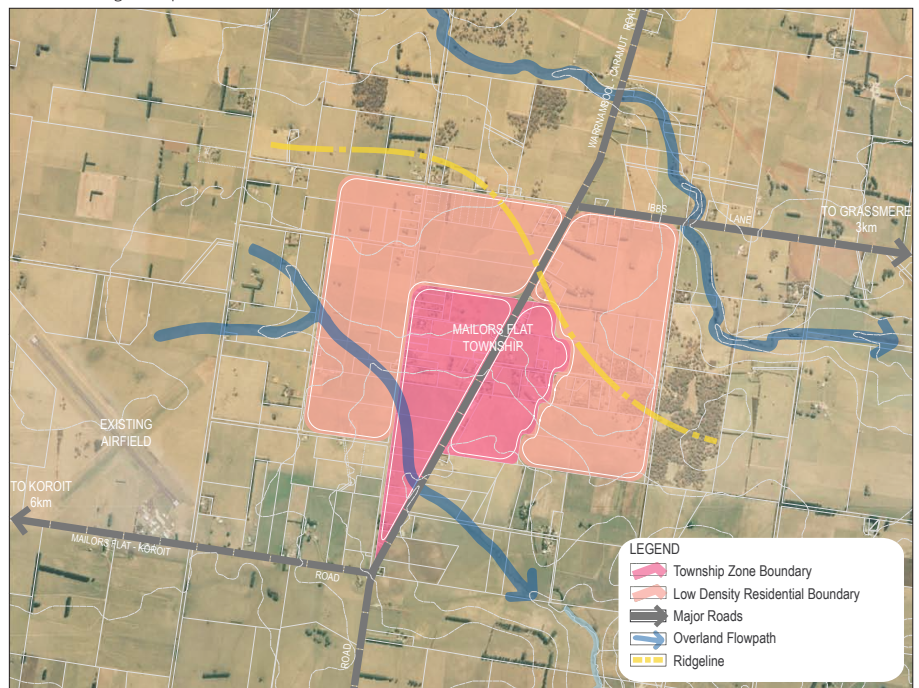 WARRNAMBOOL - CARAMUT ROAD
IBBS
LANE
TO GRASSMERE
3km
MAILORS FLAT
TOWNSHIP
EXISTING
AIRFIELD
TO KOROIT
6km
MAILORS FLAT - KOROIT
ROAD
ROAD
LEGEND
Township Zone Boundary
Low Density Residential Boundary
Major Roads
Overland Flowpath
Ridgeline